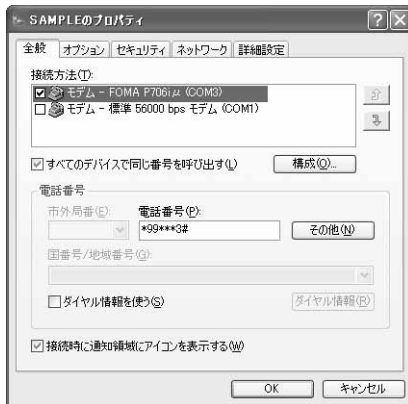 SAMPLEのプロパティ
全般 オプション セキュリティ ネットワーク 詳細設定
接続方法(T):
モデム - FOMA P706iμ (COM3)
モデム - 標準 56000 bps モデム (COM1)
すべてのデバイスで同じ番号を呼び出す(L) 構成(O)...
電話番号
市外局番(E): 電話番号(P):
*99***3# その他(N)
国番号/地域番号(G):
ダイヤル情報を使う(S) ダイヤル情報(R)
接続時に通知領域にアイコンを表示する(W)
OK キャンセル